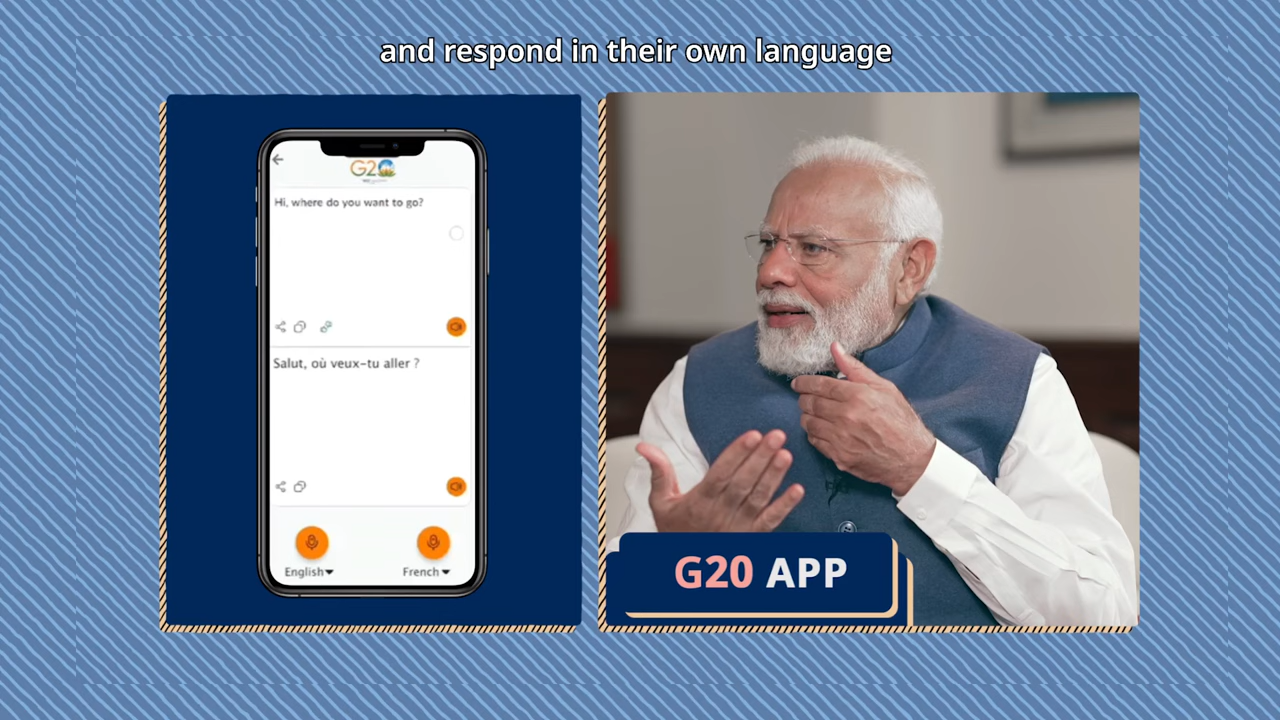 and respond in their own language
G20
Hi, where do you want to go?
Salut, où veux-tu aller ?
English
French
G20 APP